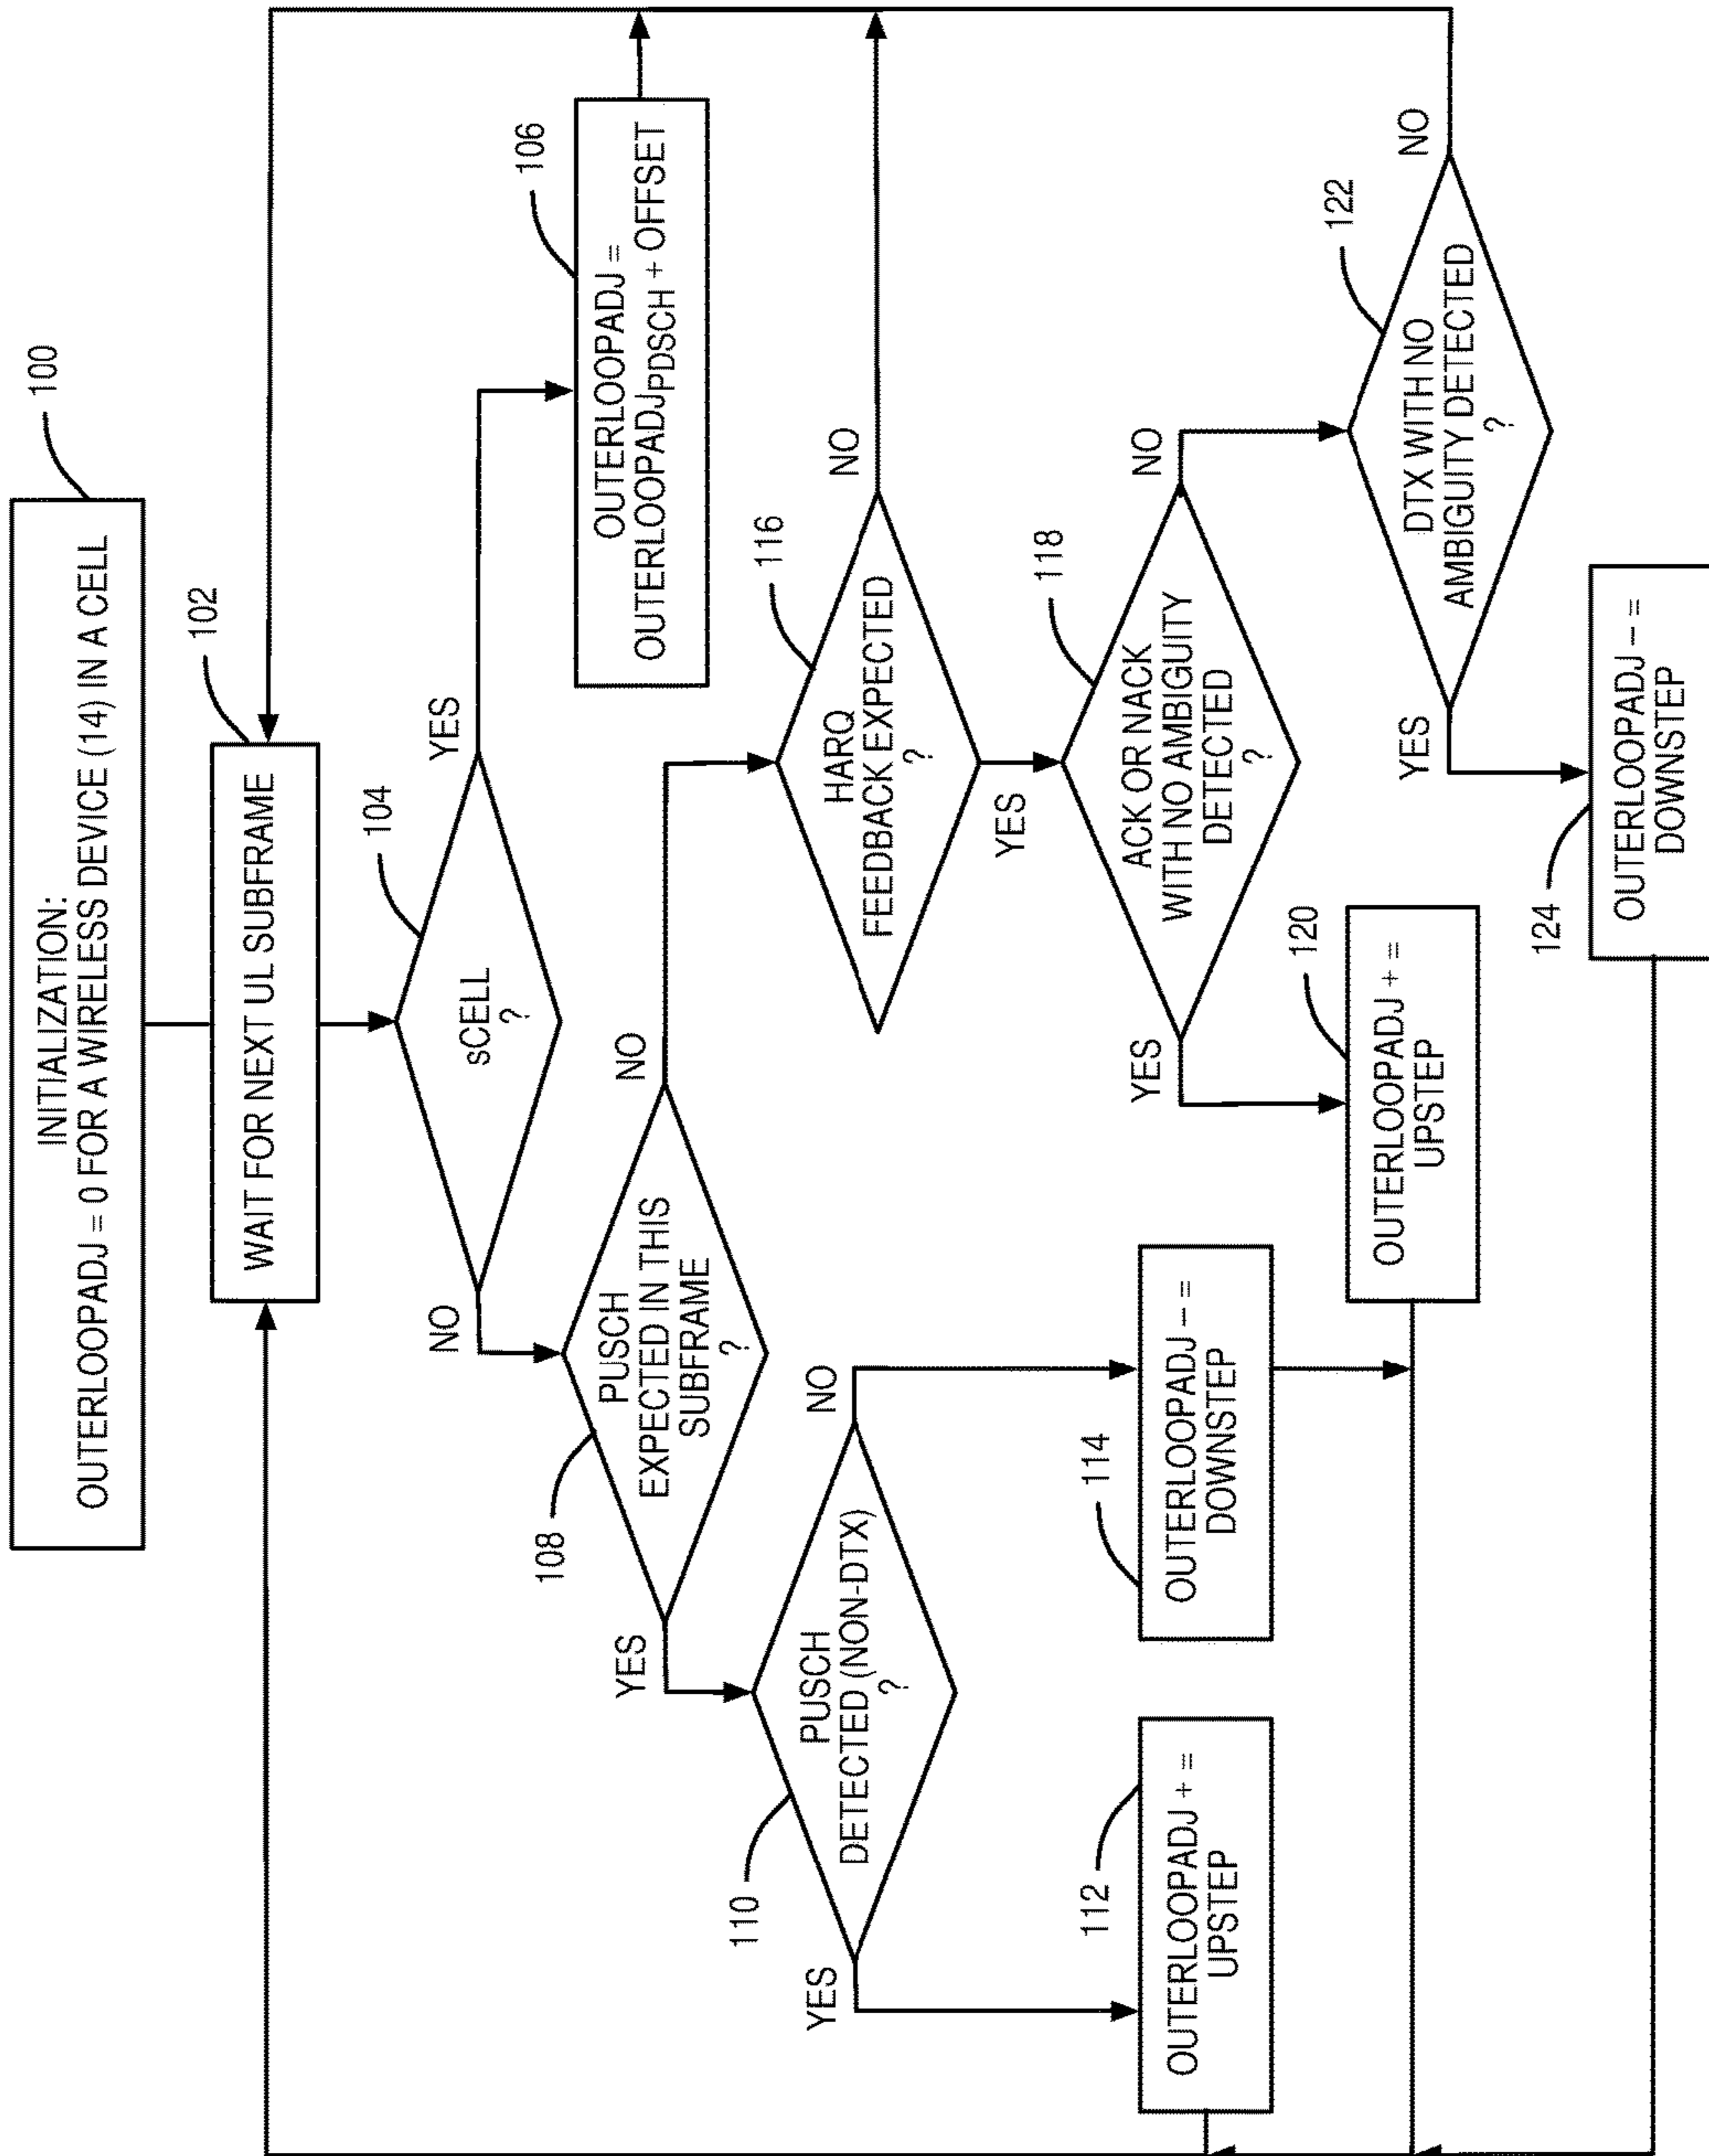 100
INITIALIZATION:
OUTERLOOPADJ = 0 FOR A WIRELESS DEVICE (14) IN A CELL
102
WAIT FOR NEXT UL SUBFRAME
104
sCELL
?
NO
YES
106
OUTERLOOPADJ =
OUTERLOOPADJPDSCH + OFFSET
108
PUSCH
EXPECTED IN THIS
SUBFRAME
?
YES
NO
110
PUSCH
DETECTED (NON-DTX)
?
YES
NO
116
HARQ
FEEDBACK EXPECTED
?
NO
YES
112
OUTERLOOPADJ + =
UPSTEP
114
OUTERLOOPADJ – =
DOWNSTEP
118
ACK OR NACK
WITH NO AMBIGUITY
DETECTED
?
YES
NO
120
OUTERLOOPADJ + =
UPSTEP
122
DTX WITH NO
AMBIGUITY DETECTED
?
YES
NO
124
OUTERLOOPADJ – =
DOWNSTEP